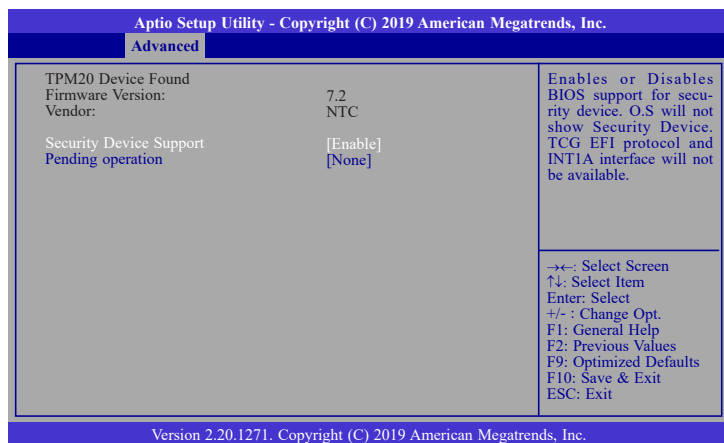 Aptio Setup Utility - Copyright (C) 2019 American Megatrends, Inc.
Advanced
TPM20 Device Found
Firmware Version: 7.2
Vendor: NTC
Security Device Support [Enable]
Pending operation [None]
Enables or Disables
BIOS support for secu-
rity device. O.S will not
show Security Device.
TCG EFI protocol and
INT1A interface will not
be available.
→←: Select Screen
↑↓: Select Item
Enter: Select
+/- : Change Opt.
F1: General Help
F2: Previous Values
F9: Optimized Defaults
F10: Save & Exit
ESC: Exit
Version 2.20.1271. Copyright (C) 2019 American Megatrends, Inc.